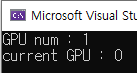 Microsoft Visual Stu
GPU num : 1
current GPU : 0